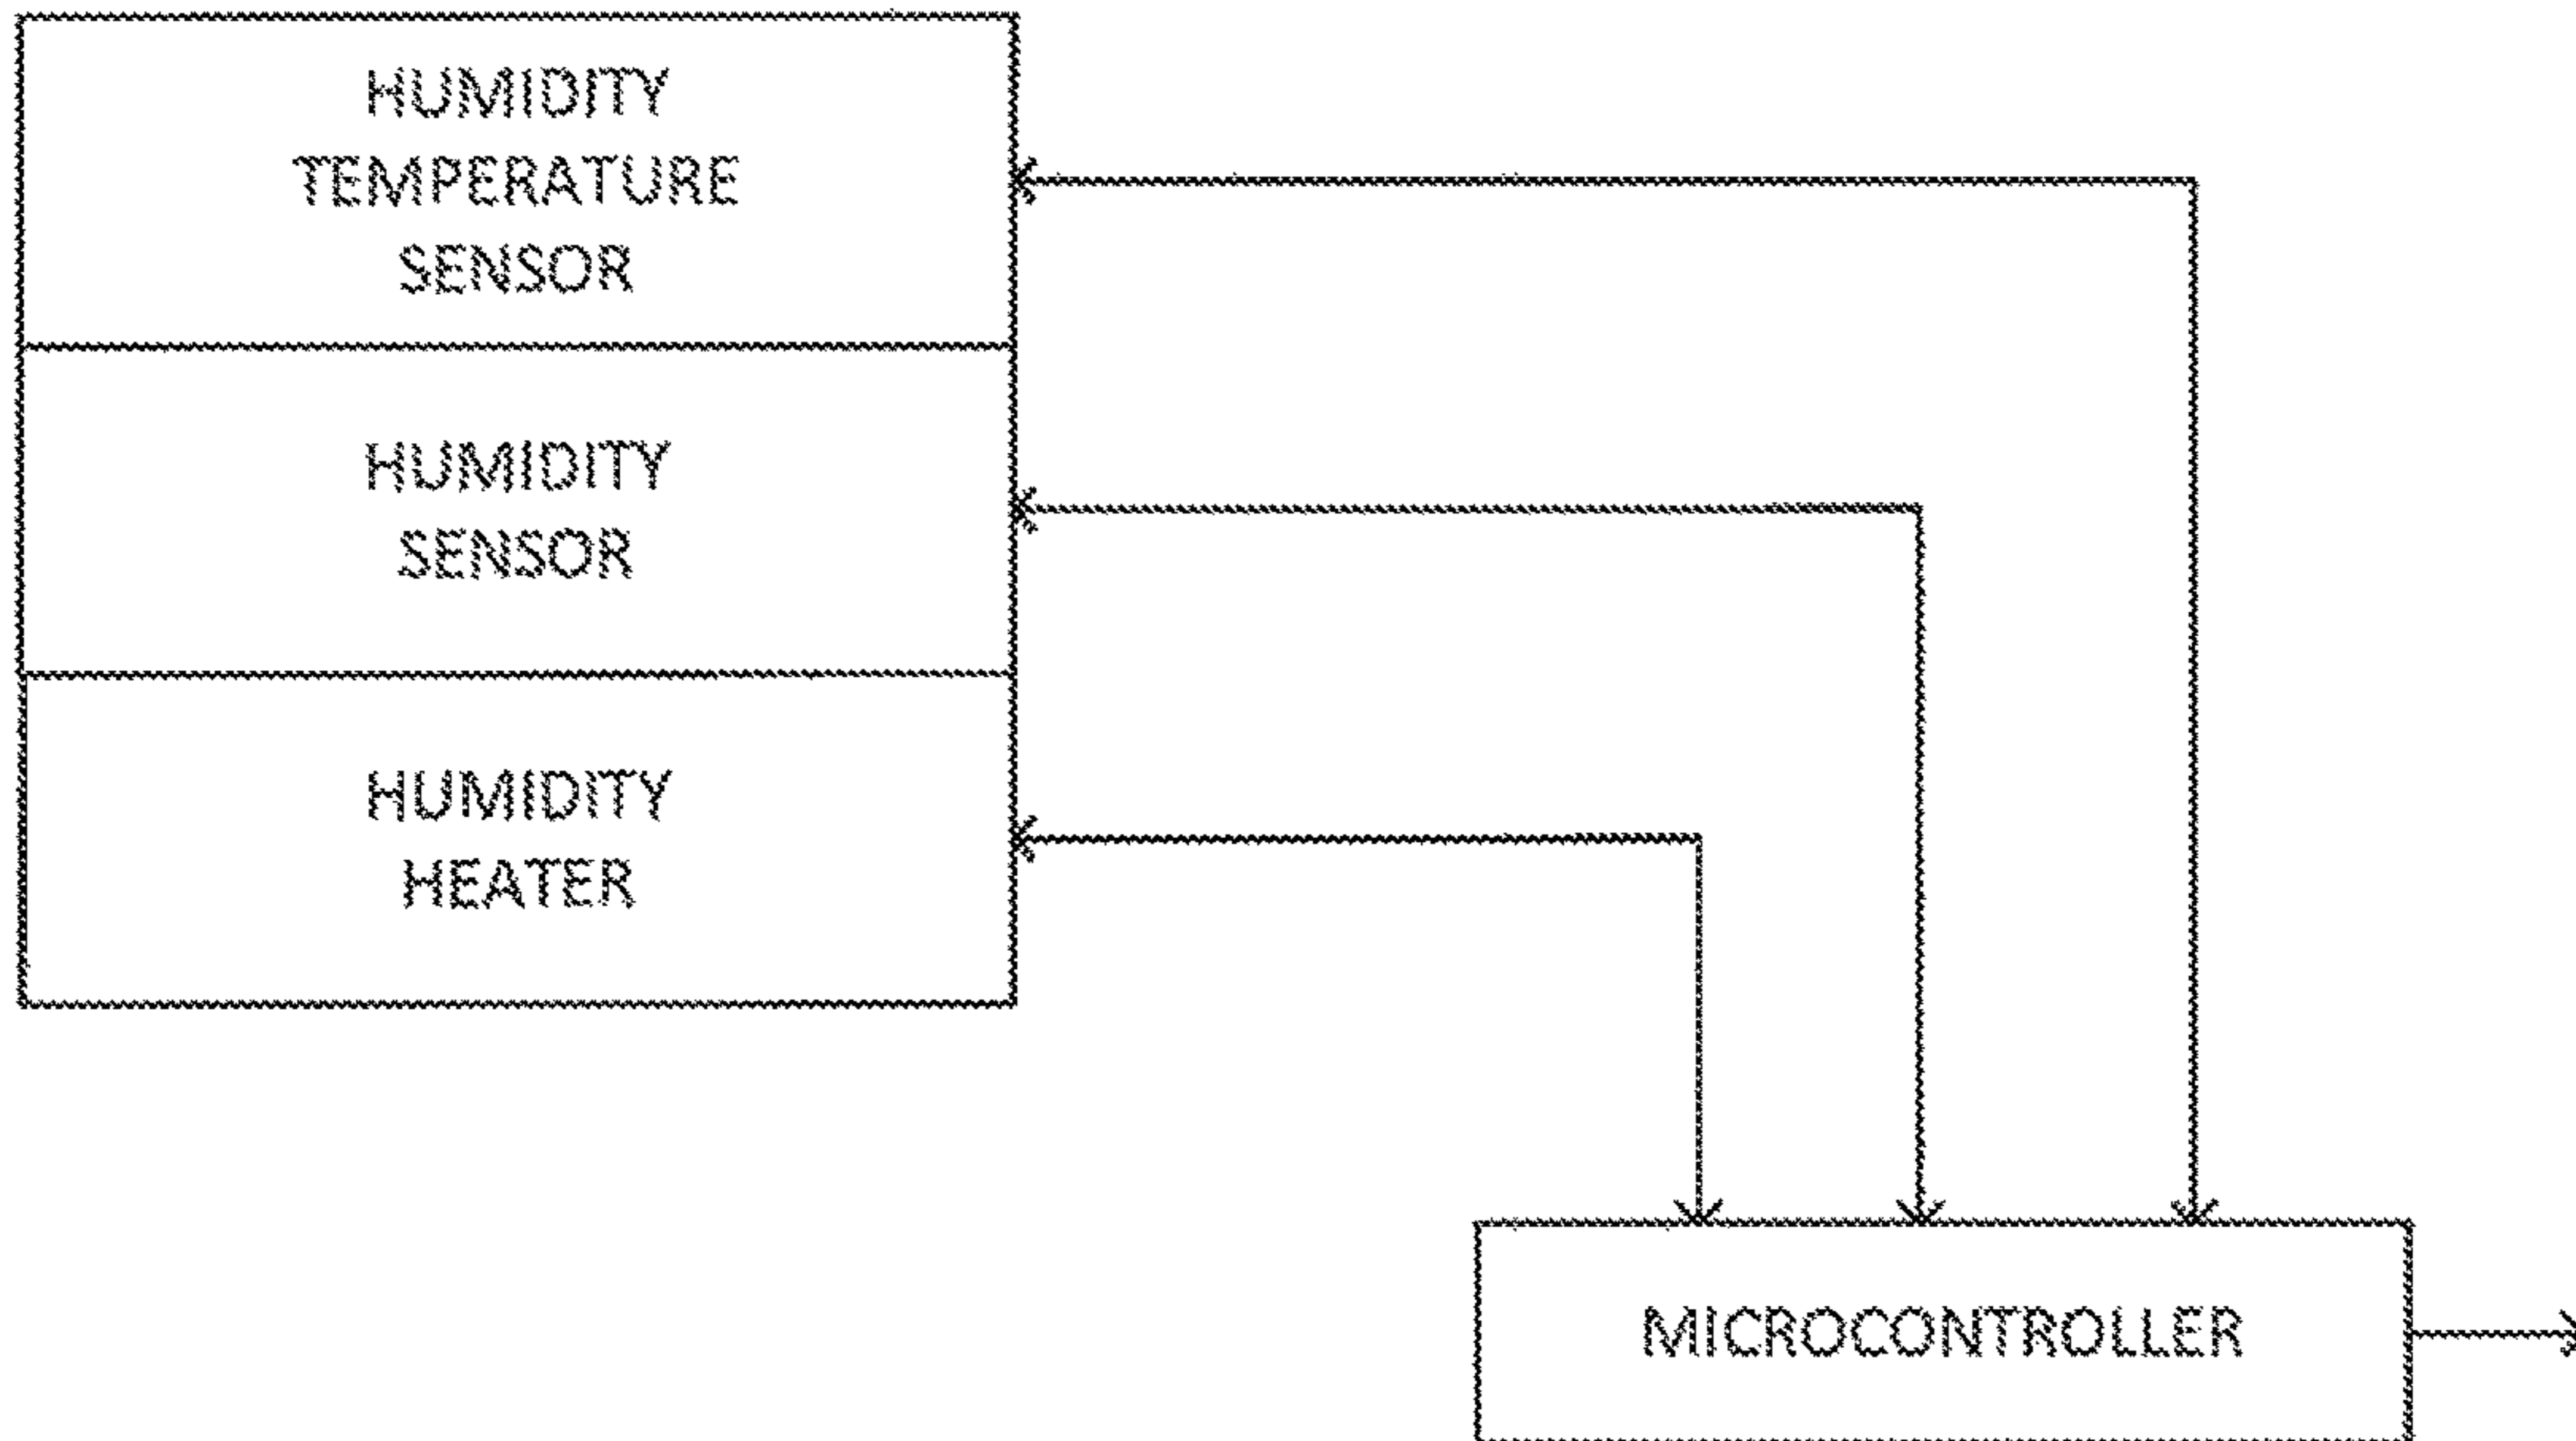 HUMIDITY
TEMPERATURE
SENSOR
HUMIDITY
SENSOR
HUMIDITY
HEATER
MICROCONTROLLER